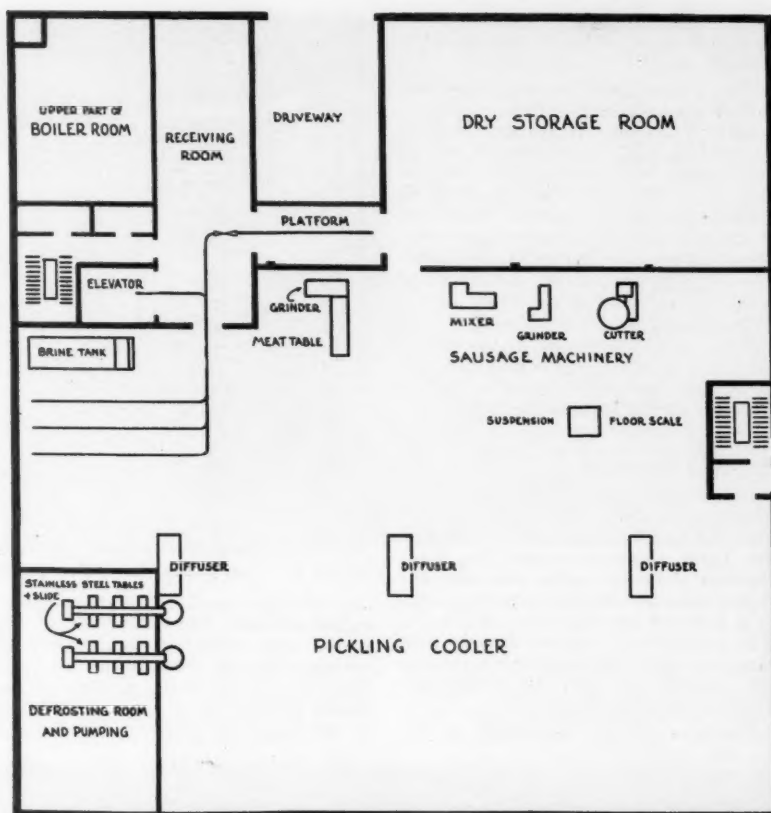 UPPER PART OF
BOILER ROOM
RECEIVING
ROOM
DRIVEWAY
DRY STORAGE ROOM
PLATFORM
ELEVATOR
GRINDER
MEAT TABLE
MIXER
GRINDER
CUTTER
SAUSAGE MACHINERY
BRINE TANK
SUSPENSION FLOOR SCALE
DIFFUSER
DIFFUSER
DIFFUSER
STAINLESS STEEL TABLES
+ SLIDE
PICKLING COOLER
DEFROSTING ROOM
AND PUMPING